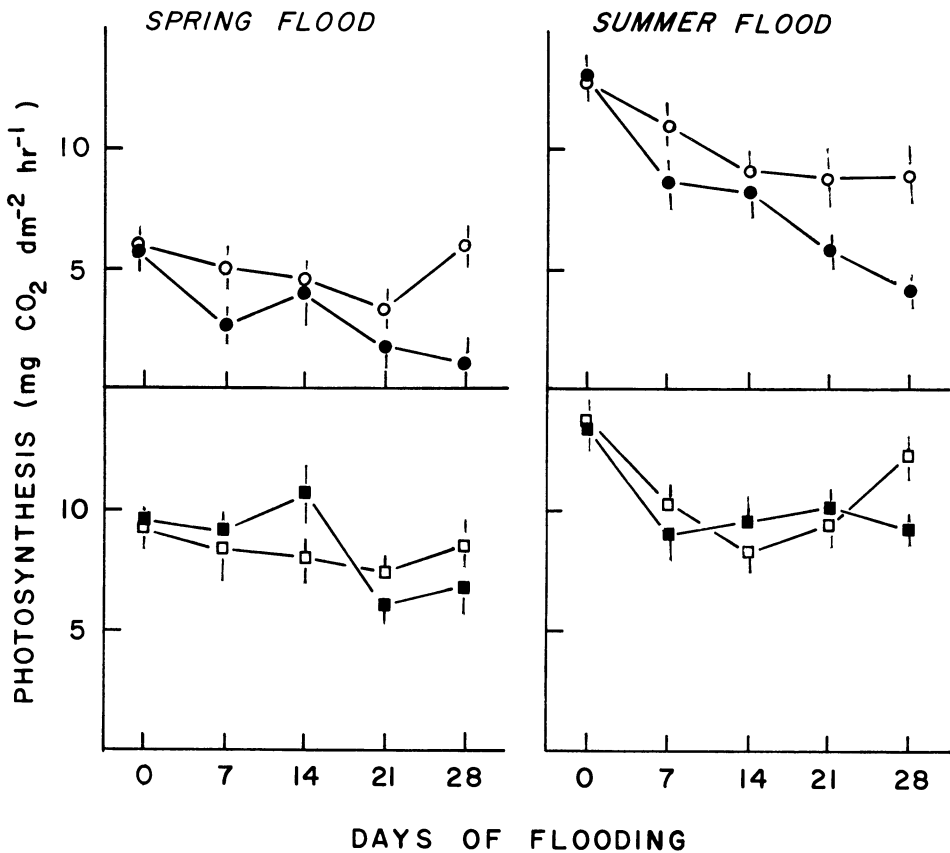 SPRING FLOOD
SUMMER FLOOD
PHOTOSYNTHESIS (mg CO2 dm-2 hr-1)
10
5
10
5
0 7 14 21 28
0 7 14 21 28
DAYS OF FLOODING